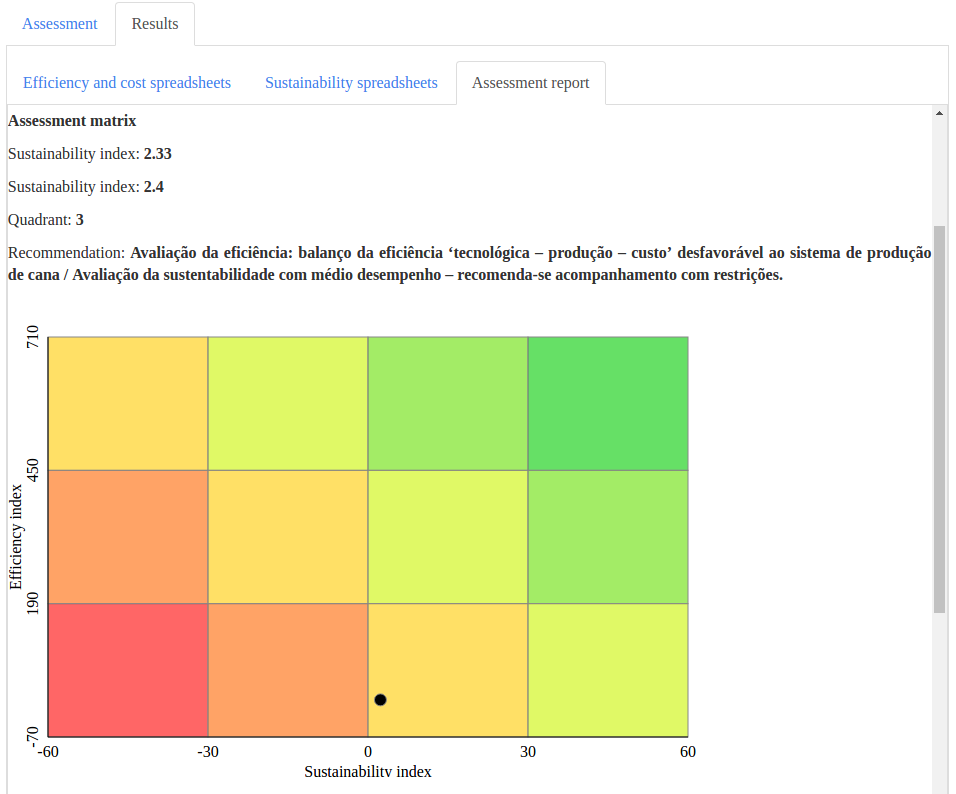 Assessment Results
Efficiency and cost spreadsheets Sustainability spreadsheets Assessment report
Assessment matrix
Sustainability index: 2.33
Sustainability index: 2.4
Quadrant: 3
Recommendation: Avaliação da eficiência: balanço da eficiência ‘tecnológica – produção – custo’ desfavorável ao sistema de produção
de cana / Avaliação da sustentabilidade com médio desempenho – recomenda-se acompanhamento com restrições.
710
450
Efficiency index
190
-70
-60 -30 0 30 60
Sustainability index